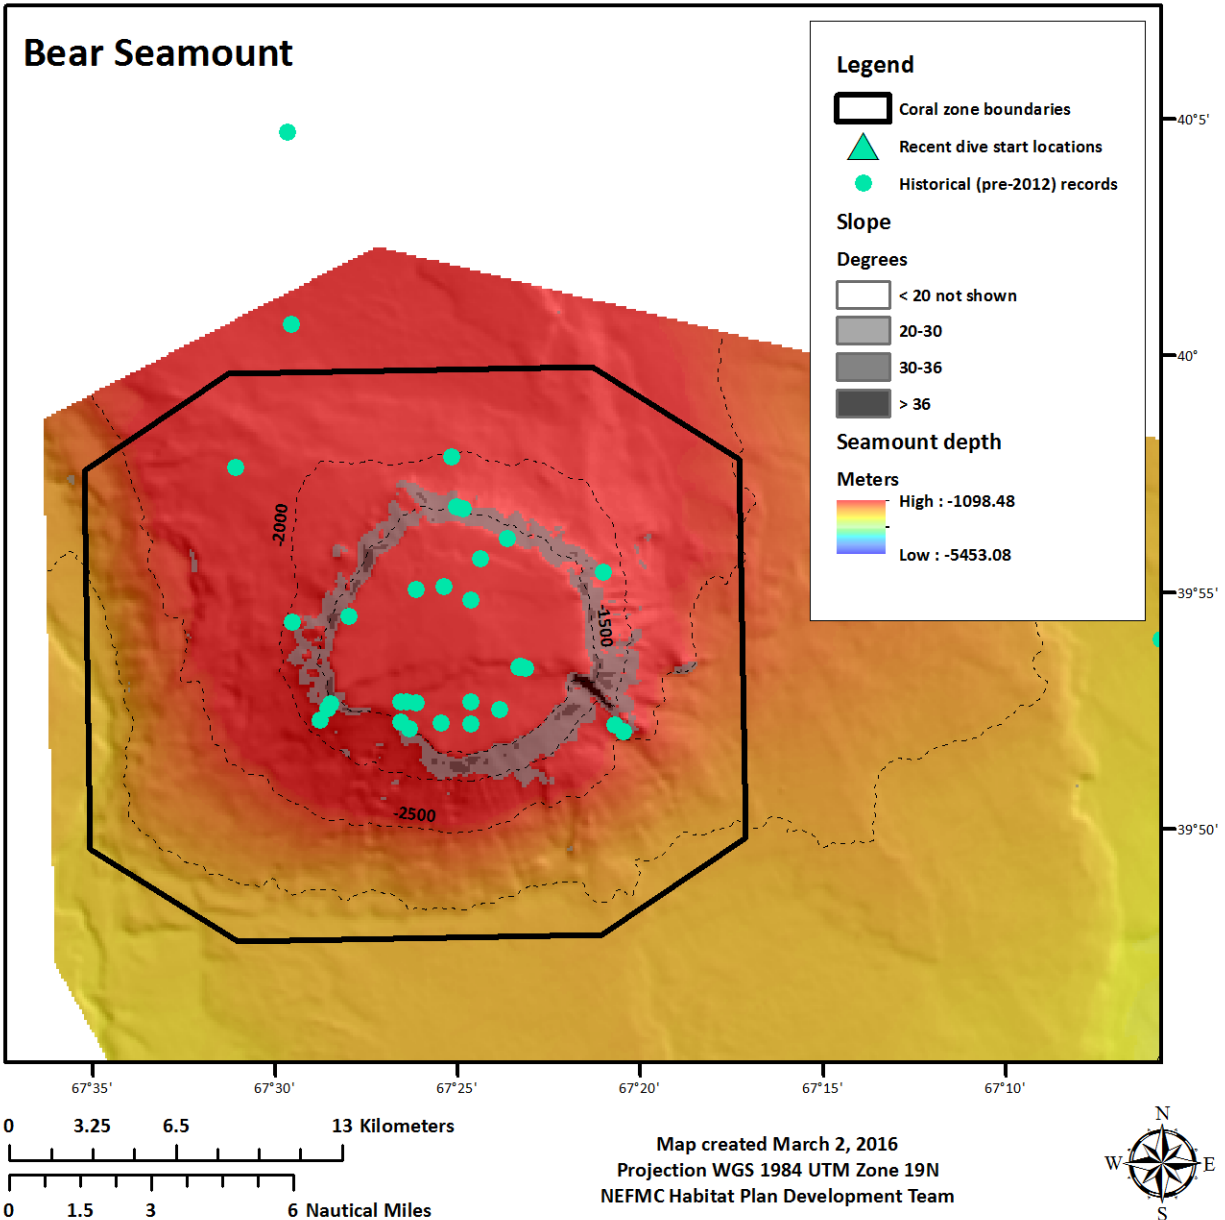 Bear Seamount
Legend
Coral zone boundaries
Recent dive start locations
Historical (pre-2012) records
Slope
Degrees
< 20 not shown
20-30
30-36
> 36
Seamount depth
Meters
High : -1098.48
Low : -5453.08
40°5'
40°
39°55'
39°50'
-2000
-1500
-2500
67°35'
67°30'
67°25'
67°20'
67°15'
67°10'
0 3.25 6.5 13 Kilometers
0 1.5 3 6 Nautical Miles
Map created March 2, 2016
Projection WGS 1984 UTM Zone 19N
NEFMC Habitat Plan Development Team
N
W E
S